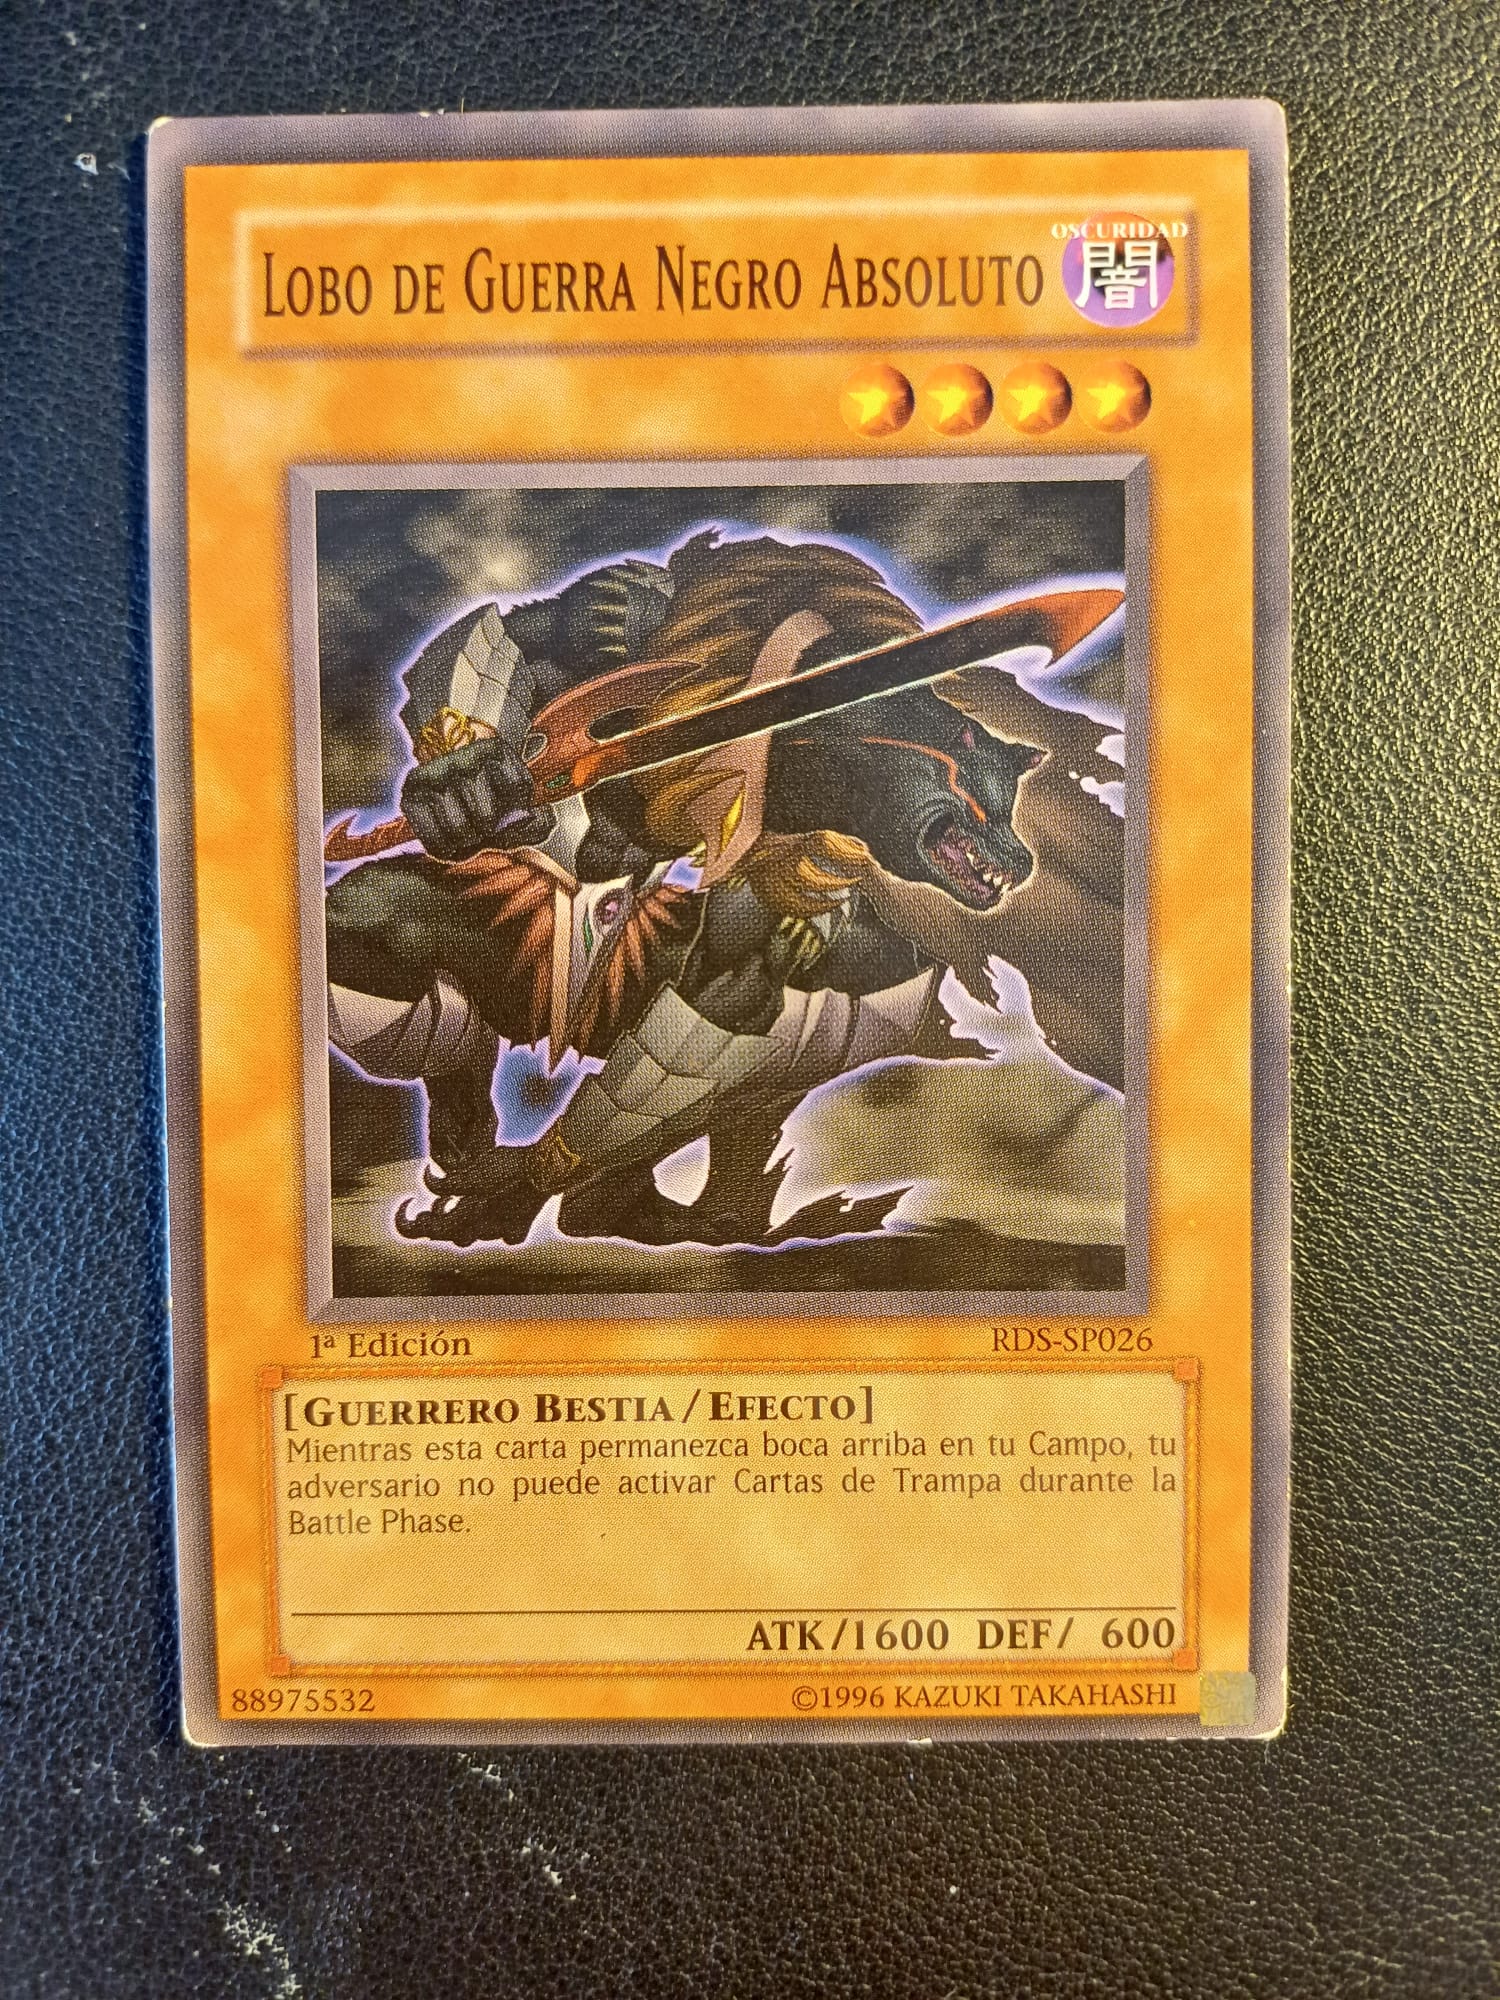 LOBO DE GUERRA NEGRO ABSOLUTO
OSCURIDAD
闇
1ª Edición
RDS-SP026
[GUERRERO BESTIA/EFECTO]
Mientras esta carta permanezca boca arriba en tu Campo, tu
adversario no puede activar Cartas de Trampa durante la
Battle Phase.
ATK/1600 DEF/ 600
88975532
©1996 KAZUKI TAKAHASHI